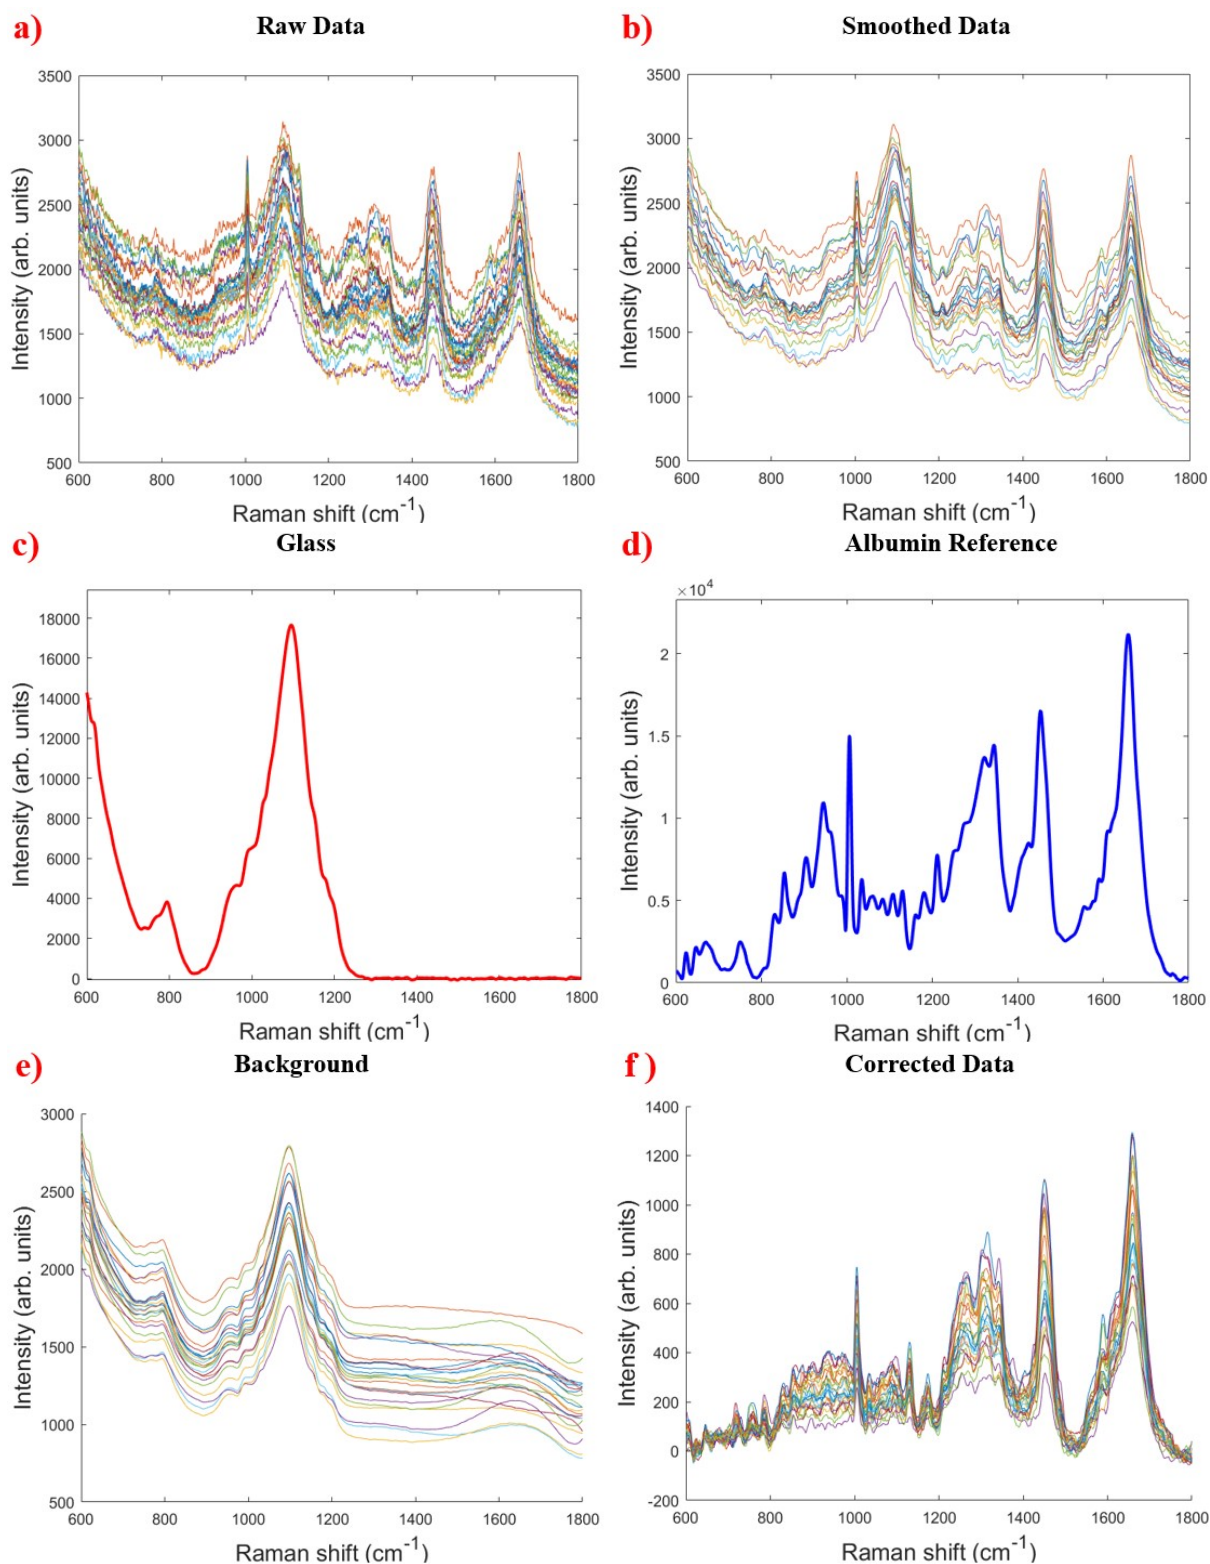 a) Raw Data
3500
3000
2500
2000
1500
1000
500
600 800 1000 1200 1400 1600 1800
Intensity (arb. units)
Raman shift (cm-1)
b) Smoothed Data
3500
3000
2500
2000
1500
1000
500
600 800 1000 1200 1400 1600 1800
Intensity (arb. units)
Raman shift (cm-1)
c) Glass
18000
16000
14000
12000
10000
8000
6000
4000
2000
0
600 800 1000 1200 1400 1600 1800
Intensity (arb. units)
Raman shift (cm-1)
d) Albumin Reference
×104
2
1.5
1
0.5
0
600 800 1000 1200 1400 1600 1800
Intensity (arb. units)
Raman shift (cm-1)
e) Background
3000
2500
2000
1500
1000
500
600 800 1000 1200 1400 1600 1800
Intensity (arb. units)
Raman shift (cm-1)
f ) Corrected Data
1400
1200
1000
800
600
400
200
0
-200
600 800 1000 1200 1400 1600 1800
Intensity (arb. units)
Raman shift (cm-1)